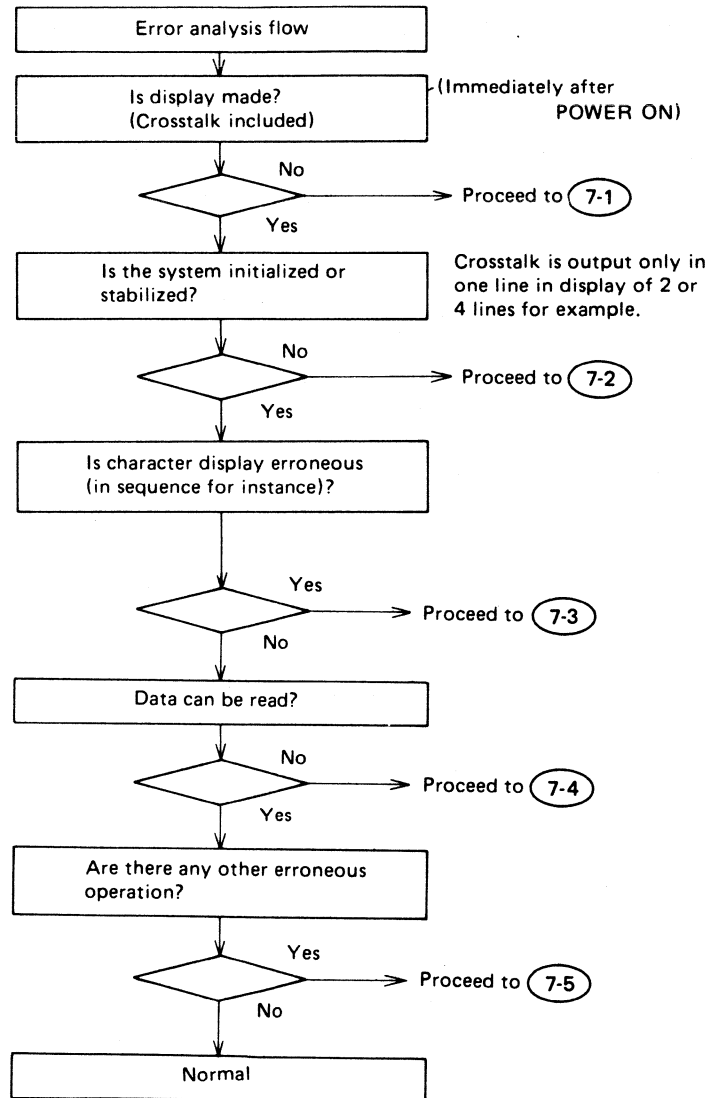 Error analysis flow
Is display made?
(Crosstalk included)
(Immediately after
POWER ON)
No
Proceed to 7-1
Yes
Is the system initialized or
stabilized?
Crosstalk is output only in
one line in display of 2 or
4 lines for example.
No
Proceed to 7-2
Yes
Is character display erroneous
(in sequence for instance)?
Yes
Proceed to 7-3
No
Data can be read?
No
Proceed to 7-4
Yes
Are there any other erroneous
operation?
Yes
Proceed to 7-5
No
Normal